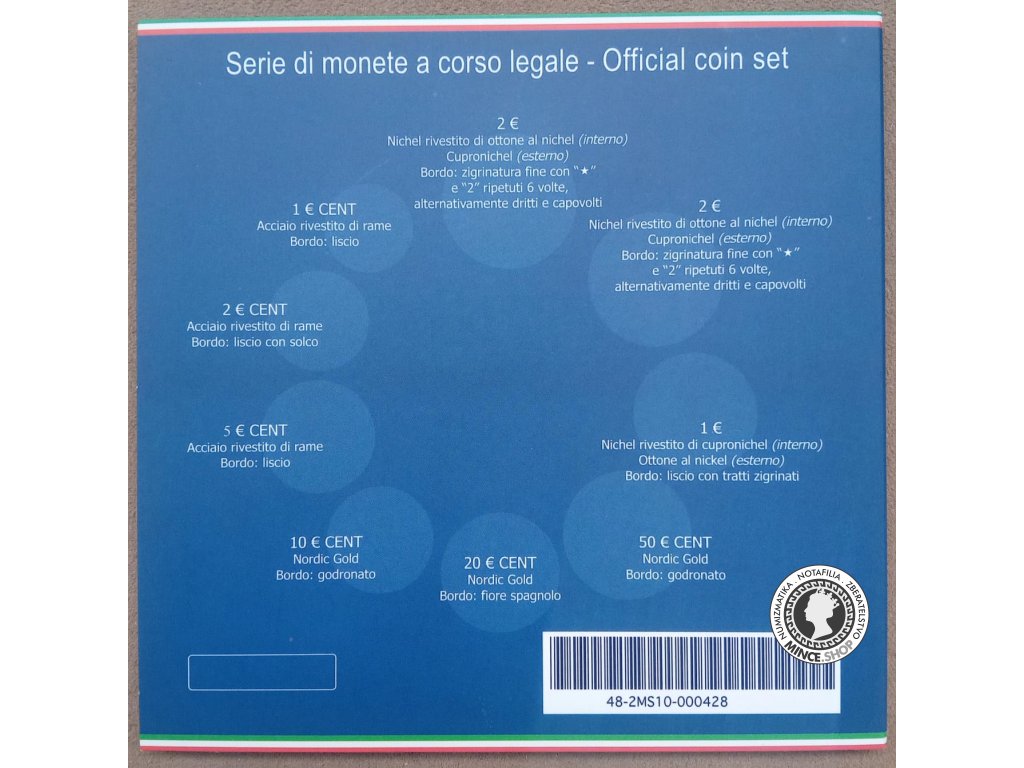 Serie di monete a corso legale - Official coin set
2 €
Nichel rivestito di ottone al nichel (interno)
Cupronichel (esterno)
Bordo: zigrinatura fine con “★”
e “2” ripetuti 6 volte,
alternativamente dritti e capovolti
2 €
Nichel rivestito di ottone al nichel (interno)
Cupronichel (esterno)
Bordo: zigrinatura fine con “★”
e “2” ripetuti 6 volte,
alternativamente dritti e capovolti
1 € CENT
Acciaio rivestito di rame
Bordo: liscio
2 € CENT
Acciaio rivestito di rame
Bordo: liscio con solco
5 € CENT
Acciaio rivestito di rame
Bordo: liscio
1 €
Nichel rivestito di cupronichel (interno)
Ottone al nickel (esterno)
Bordo: liscio con tratti zigrinati
10 € CENT
Nordic Gold
Bordo: godronato
20 € CENT
Nordic Gold
Bordo: fiore spagnolo
50 € CENT
Nordic Gold
Bordo: godronato
NUMIZMATIKA . NOTAFILIA . ZBERATELSTVO
MINCE.SHOP
48-2MS10-000428